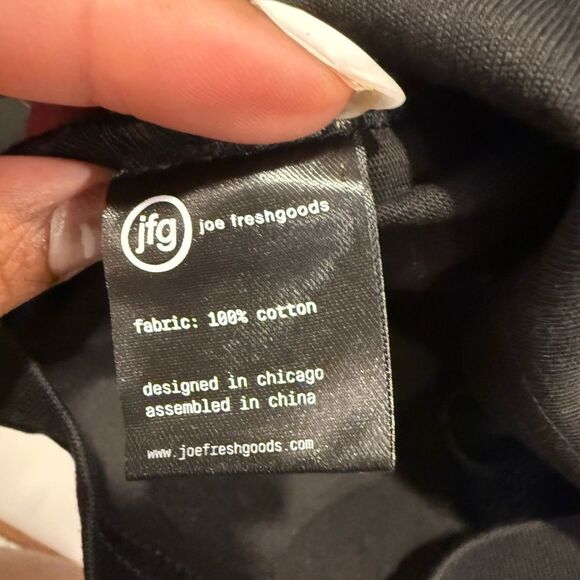 jfg joe freshgoods
fabric: 100% cotton
designed in chicago
assembled in china
www.joefreshgoods.com